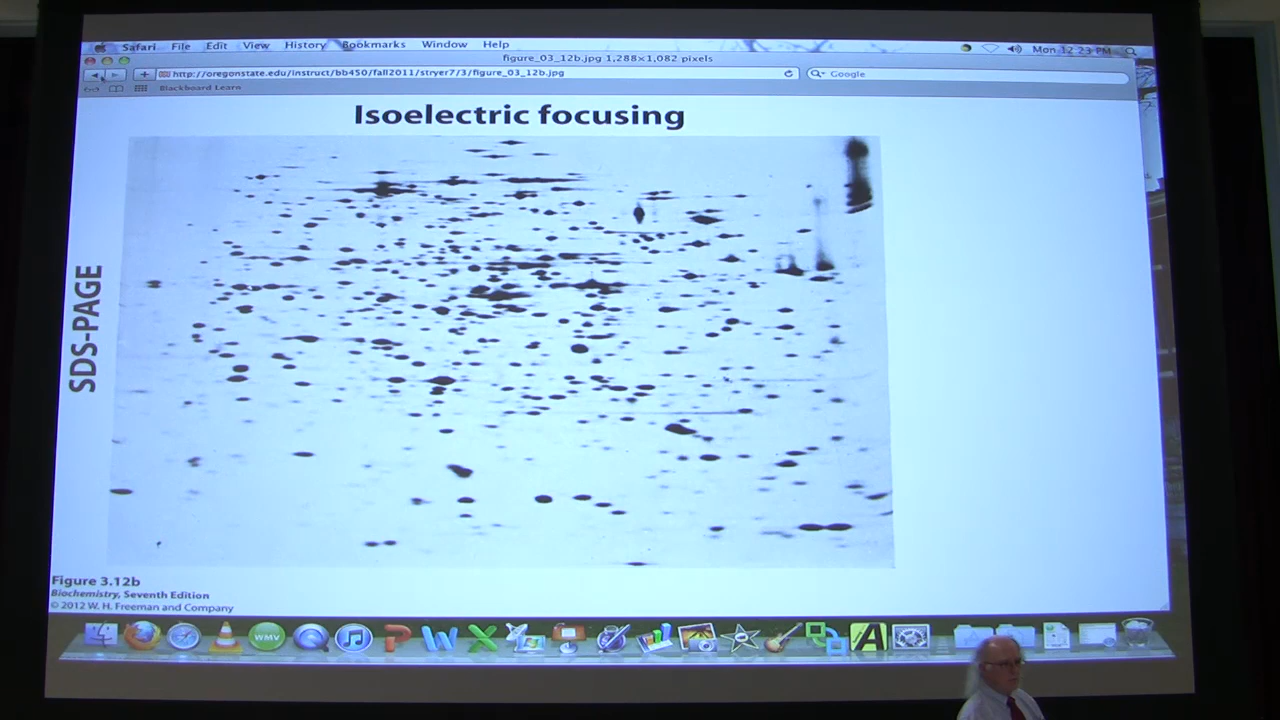 Safari File Edit View History Bookmarks Window Help Mon 12:23 PM
figure_03_12b.jpg 1,288×1,082 pixels
http://oregonstate.edu/instruct/bb450/fall2011/stryer7/3/figure_03_12b.jpg Google
Blackboard Learn
Isoelectric focusing
SDS-PAGE
Figure 3.12b
Biochemistry, Seventh Edition
© 2012 W. H. Freeman and Company
WMV